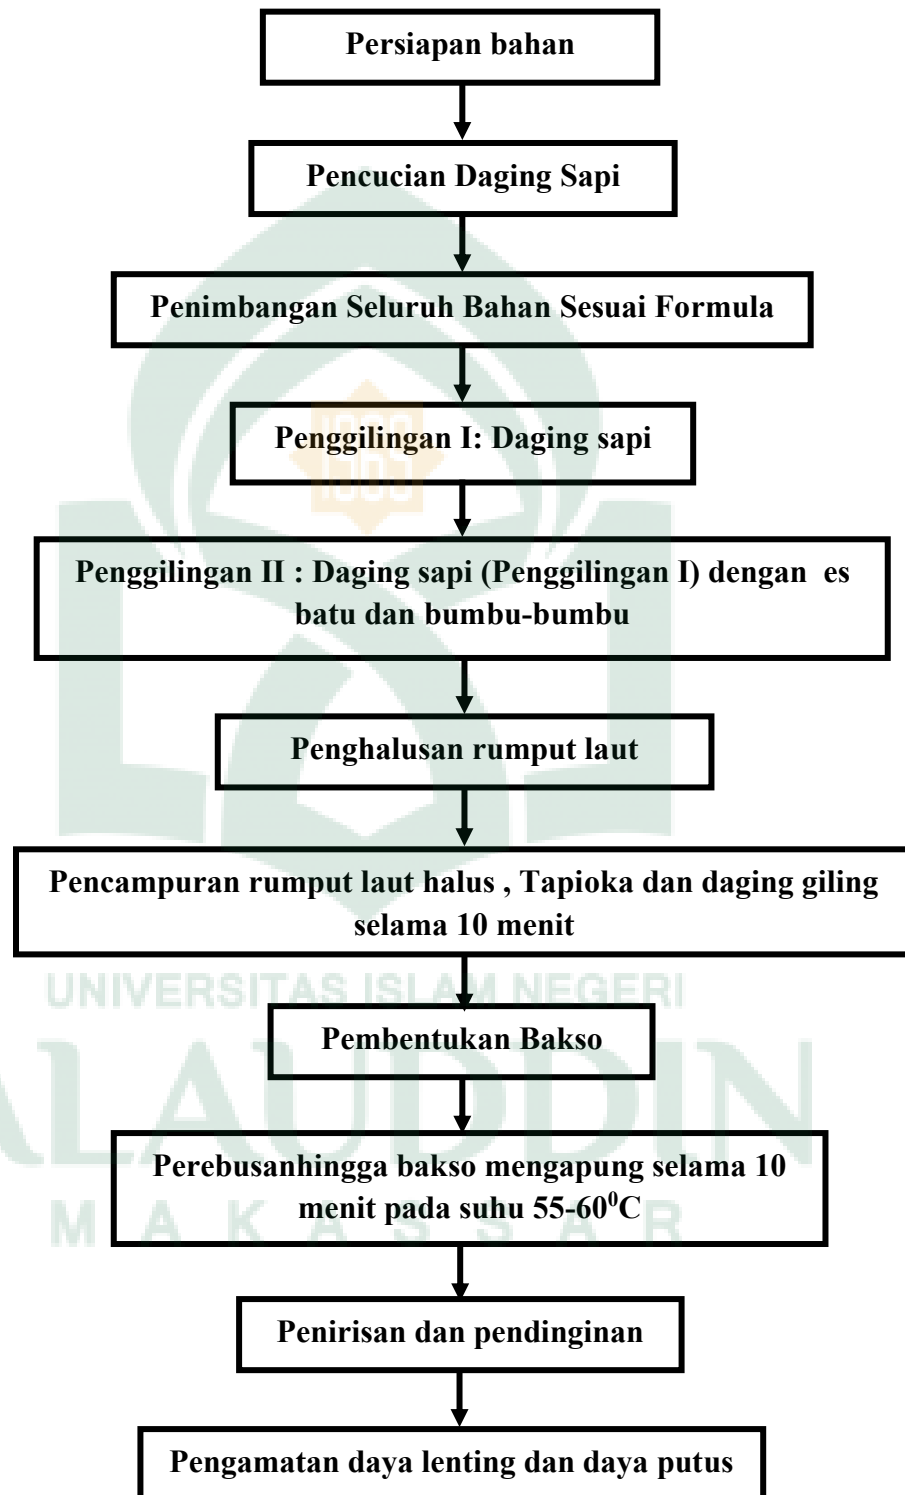 Persiapan bahan
Pencucian Daging Sapi
Penimbangan Seluruh Bahan Sesuai Formula
1965
Penggilingan I: Daging sapi
Penggilingan II : Daging sapi (Penggilingan I) dengan  es
batu dan bumbu-bumbu
Penghalusan rumput laut
Pencampuran rumput laut halus , Tapioka dan daging giling
selama 10 menit
UNIVERSITAS ISLAM NEGERI
Pembentukan Bakso
ALAUDDIN
Perebusanhingga bakso mengapung selama 10
menit pada suhu 55-60⁰C
MAKASSAR
Penirisan dan pendinginan
Pengamatan daya lenting dan daya putus